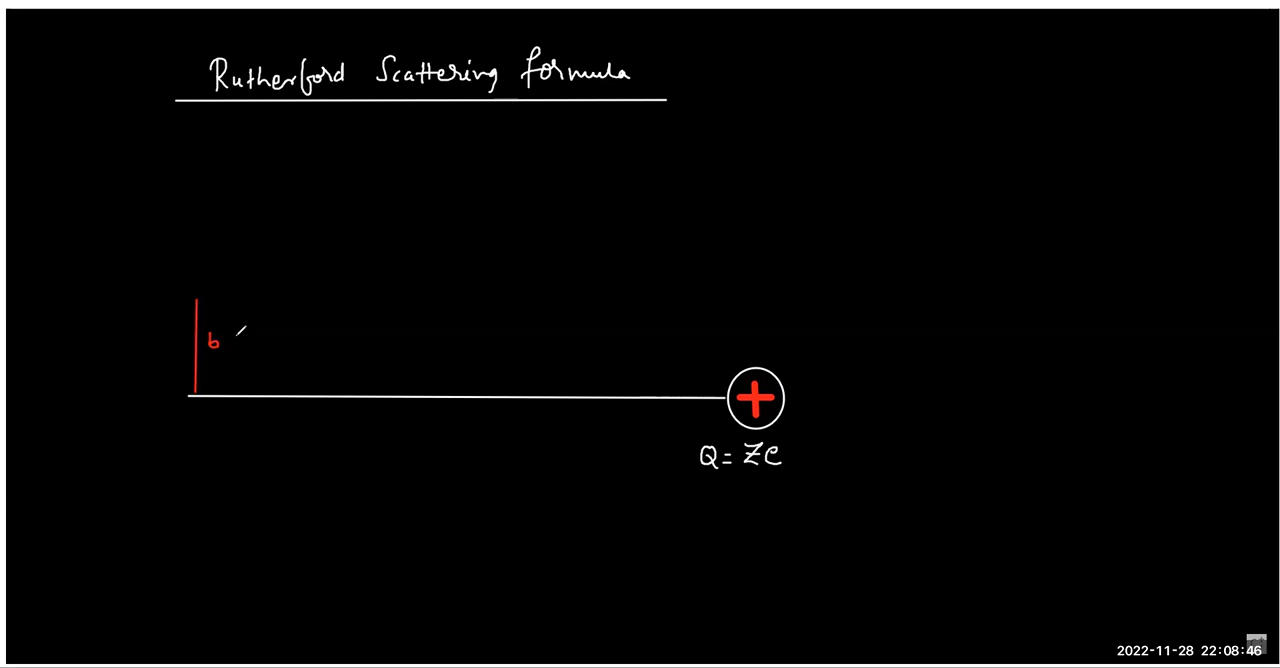 Rutherford Scattering formula
b
+
Q = Ze
2022-11-28 22:08:46